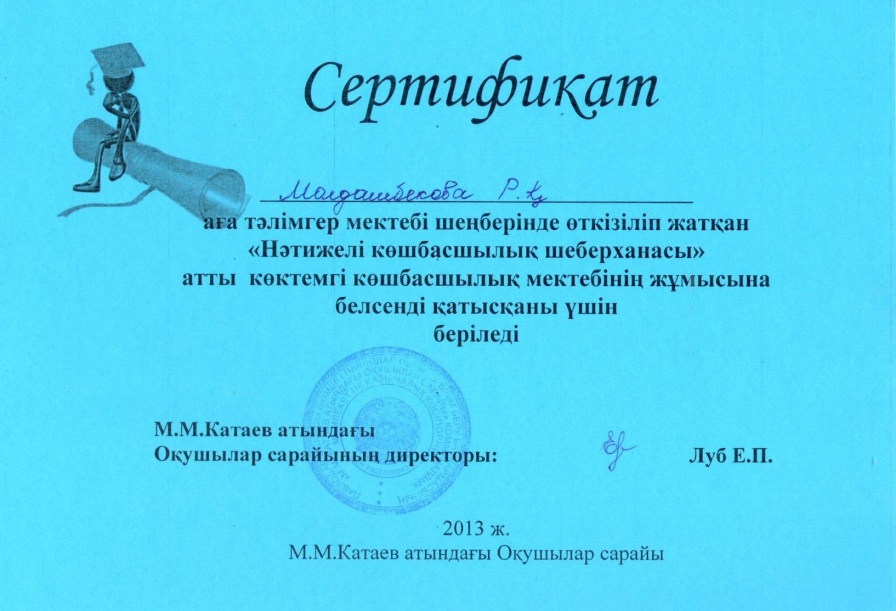 Сертификат
Молдашбекова Р.Қ
аға тәлімгер мектебі шеңберінде өткізіліп жатқан
«Нәтижелі көшбасшылық шеберханасы»
атты көктемгі көшбасшылық мектебінің жұмысына
белсенді қатысқаны үшін
беріледі
М.М.Катаев атындағы
Оқушылар сарайының директоры:
Луб Е.П.
2013 ж.
М.М.Катаев атындағы Оқушылар сарайы